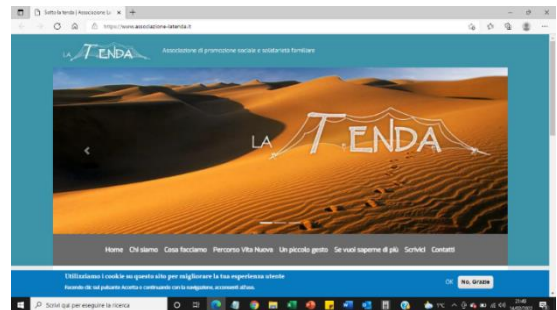 Sotto la tenda | Associazione La
https://www.associazione-latenda.it
LA TENDA
Associazione di promozione sociale e solidarietà familiare
LA TENDA
Home Chi siamo Cosa facciamo Percorso Vita Nuova Un piccolo gesto Se vuoi saperne di più Scrivici Contatti
Utilizziamo i cookie su questo sito per migliorare la tua esperienza utente
Facendo clic sul pulsante Accetta o continuando con la navigazione, acconsenti all'uso.
OK No, Grazie
Scrivi qui per eseguire la ricerca
21:40